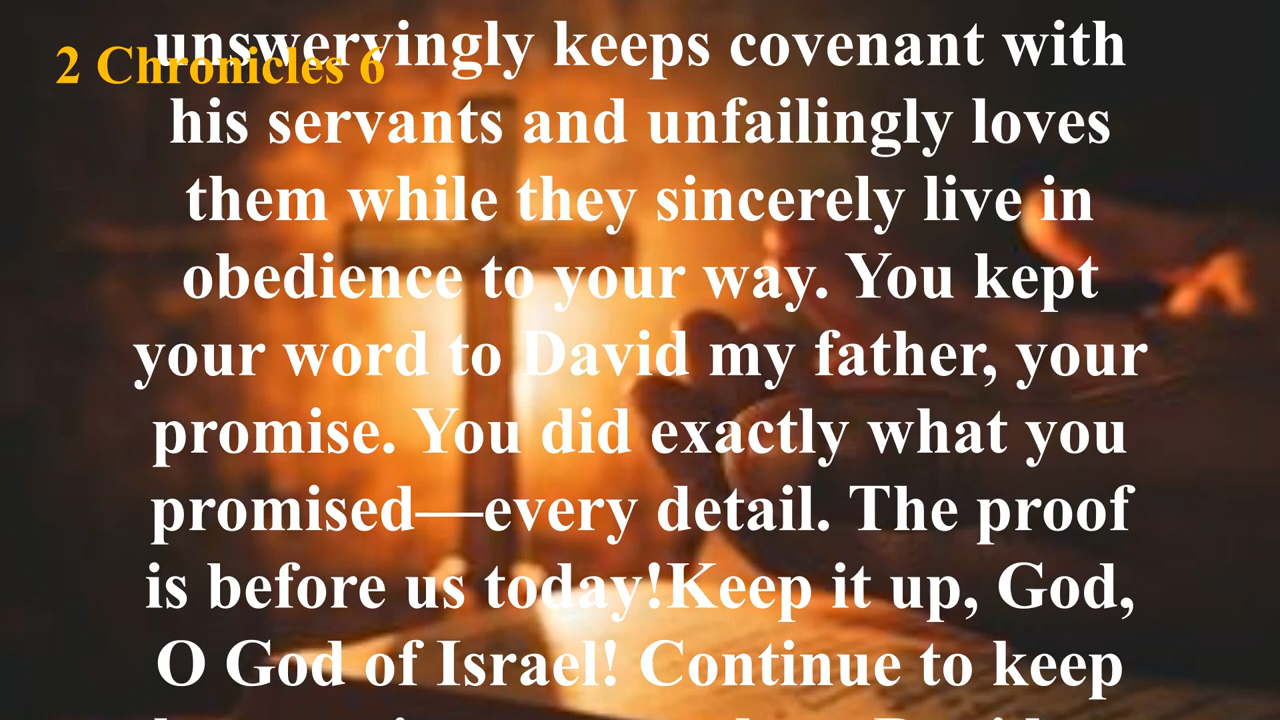 2 Chronicles 6
unswervingly keeps covenant with
his servants and unfailingly loves
them while they sincerely live in
obedience to your way. You kept
your word to David my father, your
promise. You did exactly what you
promised—every detail. The proof
is before us today!Keep it up, God,
O God of Israel! Continue to keep